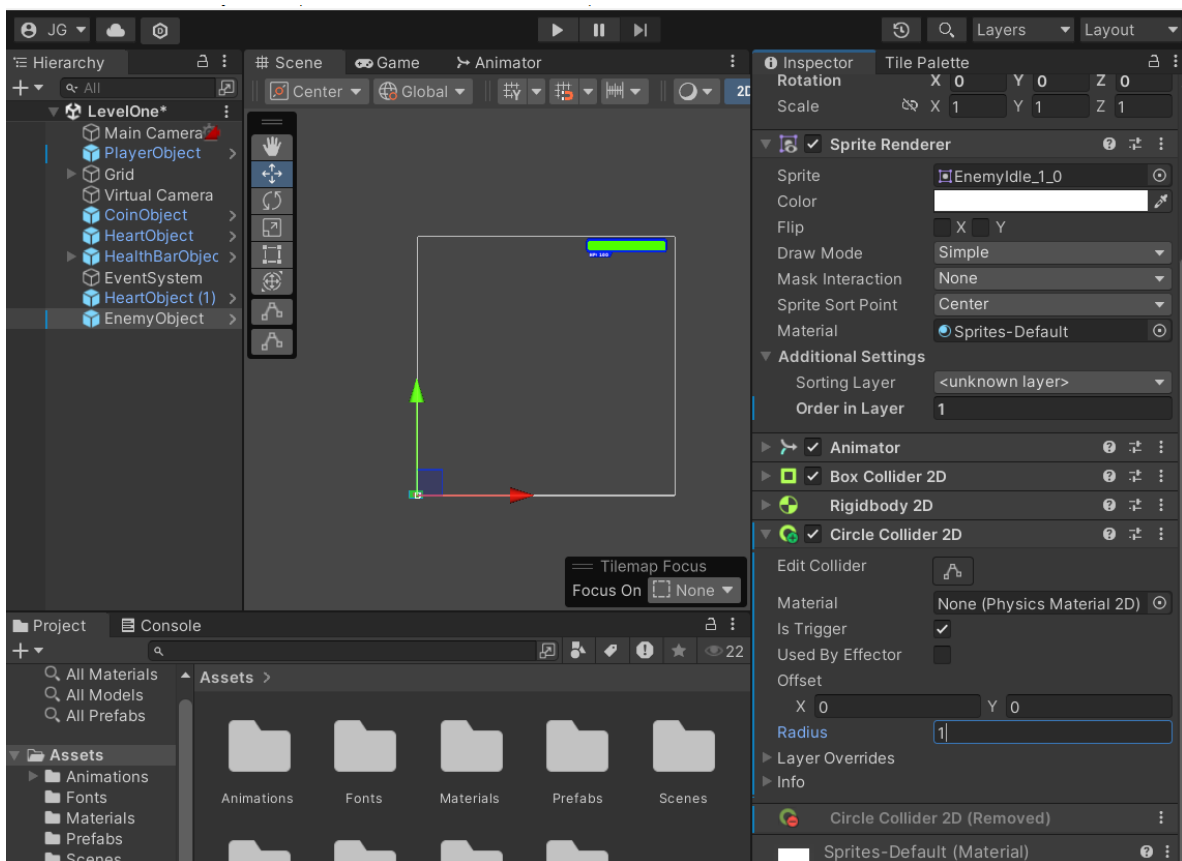 JG
Layers
Layout
Hierarchy
All
LevelOne*
Main Camera
PlayerObject
Grid
Virtual Camera
CoinObject
HeartObject
HealthBarObjec
EventSystem
HeartObject (1)
EnemyObject
# Scene
Game
Animator
Center
Global
2D
HP: 100
Tilemap Focus
Focus On
None
Inspector
Tile Palette
Rotation X 0 Y 0 Z 0
Scale X 1 Y 1 Z 1
Sprite Renderer
Sprite EnemyIdle_1_0
Color
Flip X Y
Draw Mode Simple
Mask Interaction None
Sprite Sort Point Center
Material Sprites-Default
Additional Settings
Sorting Layer <unknown layer>
Order in Layer 1
Animator
Box Collider 2D
Rigidbody 2D
Circle Collider 2D
Edit Collider
Material None (Physics Material 2D)
Is Trigger
Used By Effector
Offset
X 0 Y 0
Radius 1
Layer Overrides
Info
Circle Collider 2D (Removed)
Sprites-Default (Material)
Project
Console
22
All Materials
All Models
All Prefabs
Assets
Animations
Fonts
Materials
Prefabs
Scenes
Assets >
Animations
Fonts
Materials
Prefabs
Scenes